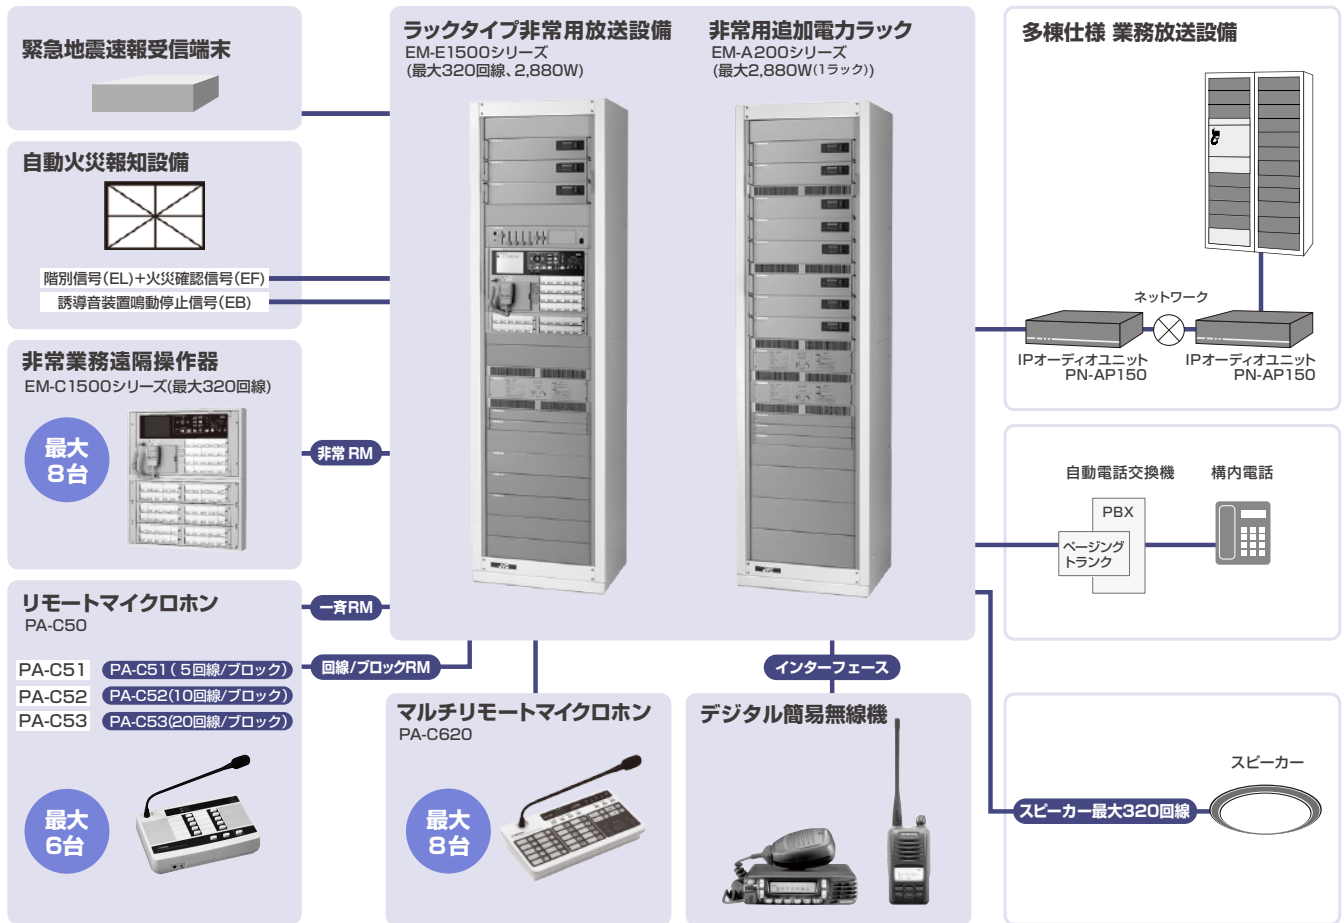 緊急地震速報受信端末
自動火災報知設備
階別信号(EL)+火災確認信号(EF)
誘導音装置鳴動停止信号(EB)
非常業務遠隔操作器
EM-C1500シリーズ(最大320回線)
最大
8台
非常 RM
リモートマイクロホン
PA-C50
一斉RM
PA-C51
PA-C51( 5回線/ブロック)
回線/ブロックRM
PA-C52
PA-C52(10回線/ブロック)
PA-C53
PA-C53(20回線/ブロック)
最大
6台
ラックタイプ非常用放送設備
EM-E1500シリーズ
(最大320回線、2,880W)
非常用追加電力ラック
EM-A200シリーズ
(最大2,880W(1ラック))
JVC
JVC
マルチリモートマイクロホン
PA-C620
最大
8台
インターフェース
デジタル簡易無線機
多棟仕様 業務放送設備
ネットワーク
IPオーディオユニット
PN-AP150
IPオーディオユニット
PN-AP150
自動電話交換機
構内電話
PBX
ページング
トランク
スピーカー
スピーカー最大320回線